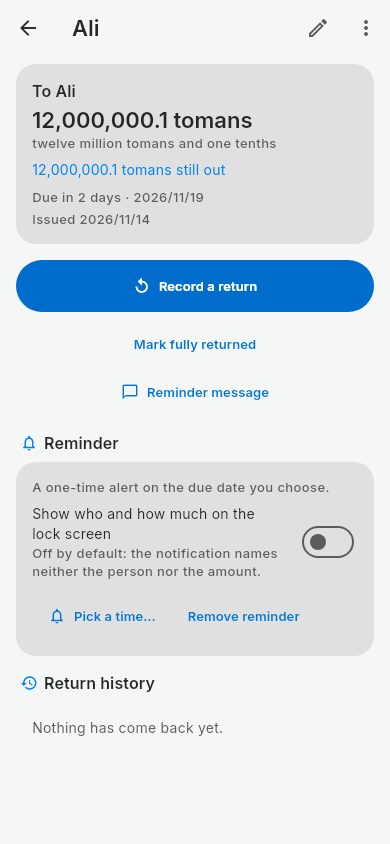 Ali
To Ali
12,000,000.1 tomans
twelve million tomans and one tenths
12,000,000.1 tomans still out
Due in 2 days · 2026/11/19
Issued 2026/11/14
Record a return
Mark fully returned
Reminder message
Reminder
A one-time alert on the due date you choose.
Show who and how much on the
lock screen
Off by default: the notification names
neither the person nor the amount.
Pick a time...
Remove reminder
Return history
Nothing has come back yet.